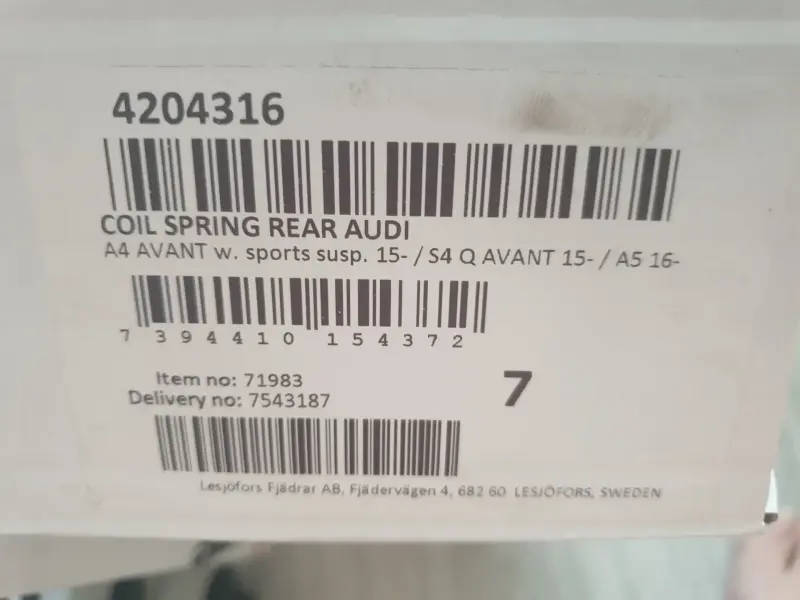 4204316
COIL SPRING REAR AUDI
A4 AVANT w. sports susp. 15- / S4 Q AVANT 15- / A5 16-
7 394410 154372
Item no: 71983
Delivery no: 7543187
7
Lesjöfors Fjädrar AB, Fjädervägen 4, 682 60 LESJÖFORS, SWEDEN